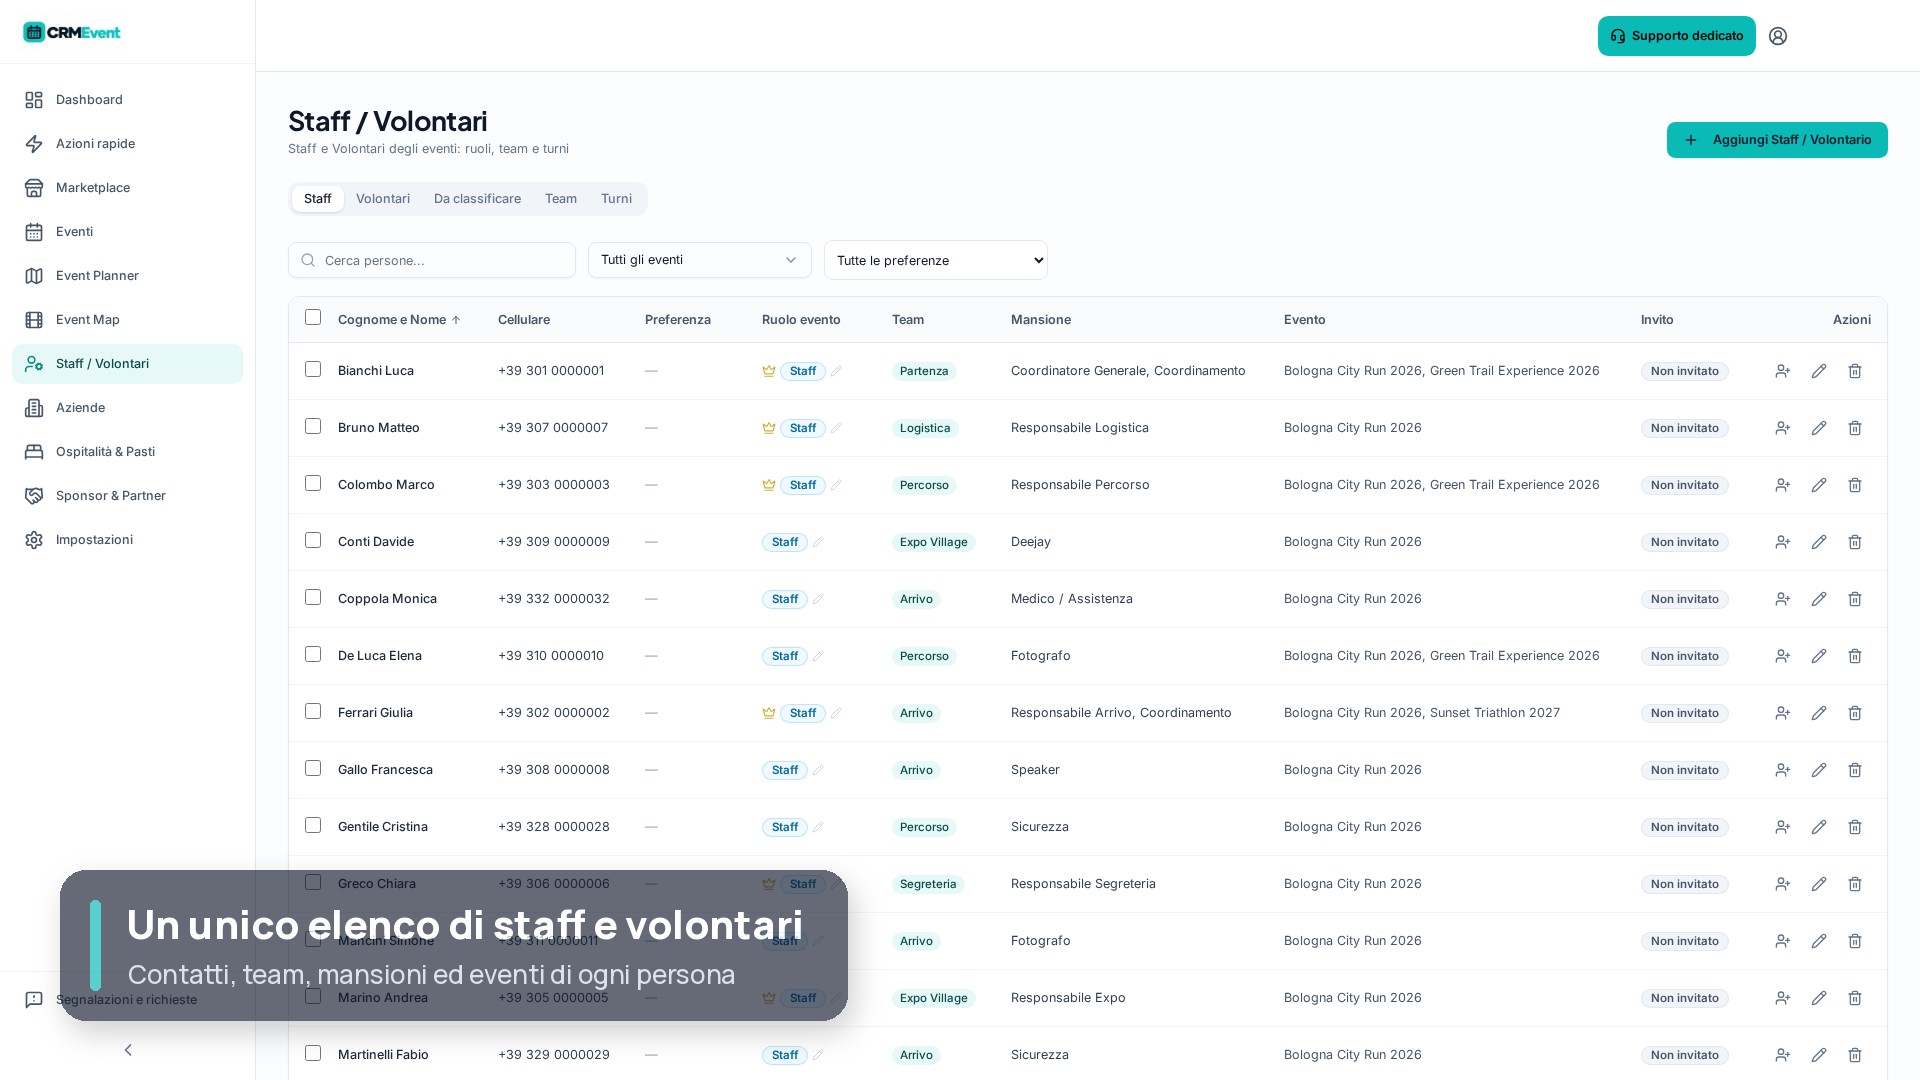 CRMEvent
Supporto dedicato
Dashboard
Azioni rapide
Marketplace
Eventi
Event Planner
Event Map
Staff / Volontari
Aziende
Ospitalità & Pasti
Sponsor & Partner
Impostazioni
Segnalazioni e richieste
Staff / Volontari
Staff e Volontari degli eventi: ruoli, team e turni
Aggiungi Staff / Volontario
Staff Volontari Da classificare Team Turni
Cerca persone... Tutti gli eventi Tutte le preferenze
Cognome e Nome ↑ Cellulare Preferenza Ruolo evento Team Mansione Evento Invito Azioni
Bianchi Luca +39 301 0000001 — Staff Partenza Coordinatore Generale, Coordinamento Bologna City Run 2026, Green Trail Experience 2026 Non invitato
Bruno Matteo +39 307 0000007 — Staff Logistica Responsabile Logistica Bologna City Run 2026 Non invitato
Colombo Marco +39 303 0000003 — Staff Percorso Responsabile Percorso Bologna City Run 2026, Green Trail Experience 2026 Non invitato
Conti Davide +39 309 0000009 — Staff Expo Village Deejay Bologna City Run 2026 Non invitato
Coppola Monica +39 332 0000032 — Staff Arrivo Medico / Assistenza Bologna City Run 2026 Non invitato
De Luca Elena +39 310 0000010 — Staff Percorso Fotografo Bologna City Run 2026, Green Trail Experience 2026 Non invitato
Ferrari Giulia +39 302 0000002 — Staff Arrivo Responsabile Arrivo, Coordinamento Bologna City Run 2026, Sunset Triathlon 2027 Non invitato
Gallo Francesca +39 308 0000008 — Staff Arrivo Speaker Bologna City Run 2026 Non invitato
Gentile Cristina +39 328 0000028 — Staff Percorso Sicurezza Bologna City Run 2026 Non invitato
Greco Chiara +39 306 0000006 — Staff Segreteria Responsabile Segreteria Bologna City Run 2026 Non invitato
Mancini Simone +39 311 0000011 Staff Arrivo Fotografo Bologna City Run 2026 Non invitato
Marino Andrea +39 305 0000005 — Staff Expo Village Responsabile Expo Bologna City Run 2026 Non invitato
Martinelli Fabio +39 329 0000029 — Staff Arrivo Sicurezza Bologna City Run 2026 Non invitato
Un unico elenco di staff e volontari
Contatti, team, mansioni ed eventi di ogni persona